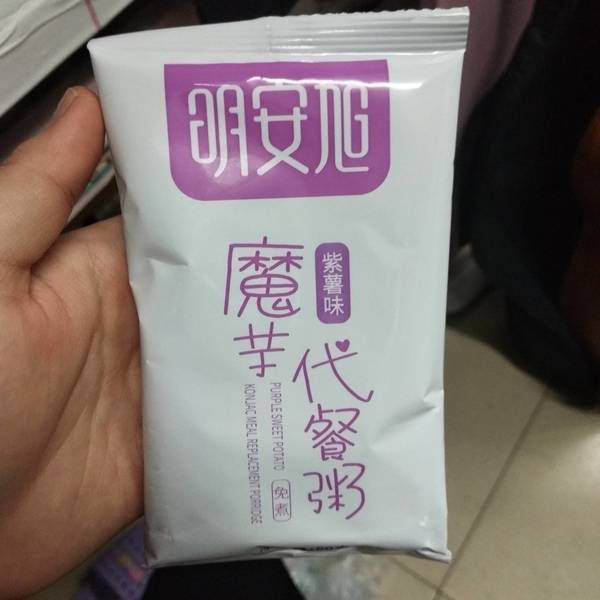 明安旭
紫薯味
魔芋
代餐粥
PURPLE SWEET POTATO
KONJAC MEAL REPLACEMENT PORRIDGE
免煮